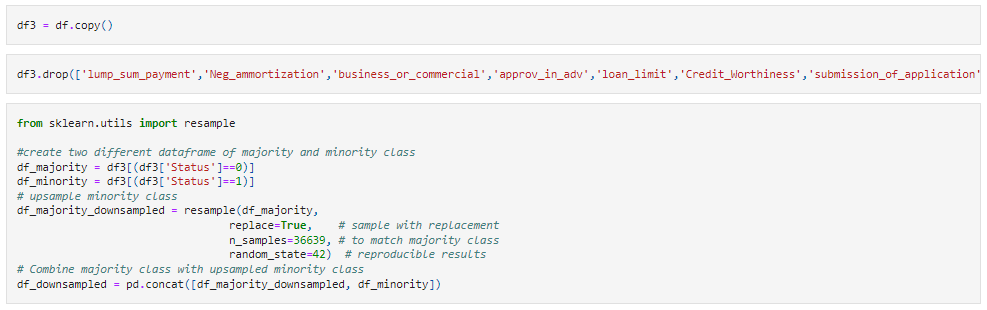 df3 = df.copy()
df3.drop(['lump_sum_payment','Neg_ammortization','business_or_commercial','approv_in_adv','loan_limit','Credit_Worthiness','submission_of_application'
from sklearn.utils import resample
#create two different dataframe of majority and minority class
df_majority = df3[(df3['Status']==0)]
df_minority = df3[(df3['Status']==1)]
# upsample minority class
df_majority_downsampled = resample(df_majority,
replace=True,    # sample with replacement
n_samples=36639, # to match majority class
random_state=42)  # reproducible results
# Combine majority class with upsampled minority class
df_downsampled = pd.concat([df_majority_downsampled, df_minority])